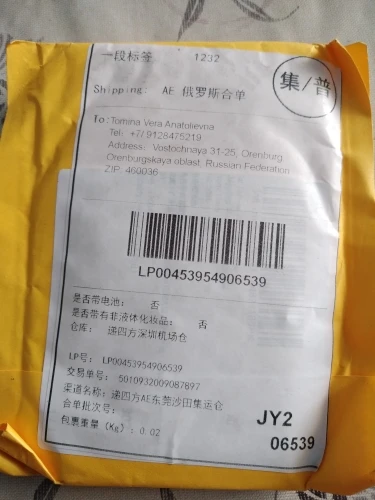 一段标签 1232
集/普
Shipping: AE 俄罗斯合单
To: Tomina Vera Anatolievna
Tel: +7/ 9128475219
Address: Vostochnaya 31-25, Orenburg,
Orenburgskaya oblast, Russian Federation
ZIP: 460036
LP00453954906539
是否带电池: 否
是否带有非液体化妆品: 否
仓库: 递四方深圳机场仓
LP号: LP00453954906539
交易单号: 5010932009087897
渠道名称: 递四方AE东莞沙田集运仓
合单批次号:
包裹重量 (Kg): 0.02
JY2
06539